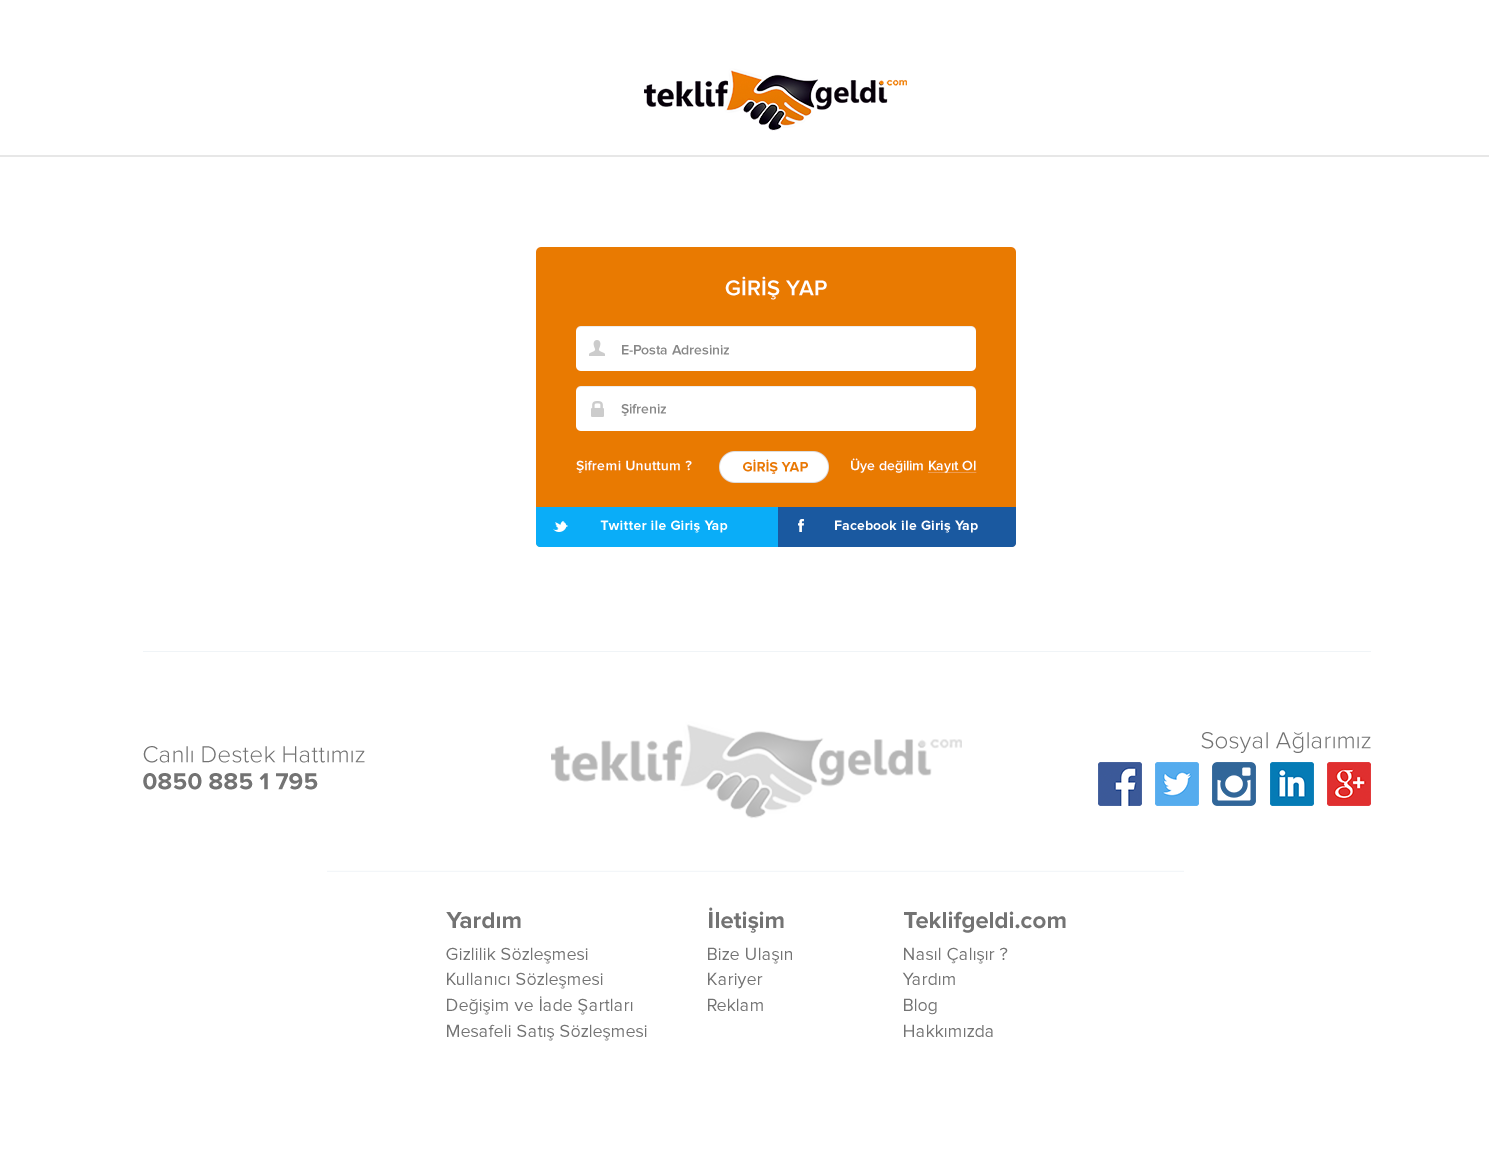 teklif geldi.com
GİRİŞ YAP
E-Posta Adresiniz
Şifreniz
Şifremi Unuttum ?
GİRİŞ YAP
Üye değilim Kayıt Ol
Twitter ile Giriş Yap
f
Facebook ile Giriş Yap
Canlı Destek Hattımız
0850 885 1 795
teklif geldi.com
Sosyal Ağlarımız
f
in
g+
Yardım
Gizlilik Sözleşmesi
Kullanıcı Sözleşmesi
Değişim ve İade Şartları
Mesafeli Satış Sözleşmesi
İletişim
Bize Ulaşın
Kariyer
Reklam
Teklifgeldi.com
Nasıl Çalışır ?
Yardım
Blog
Hakkımızda